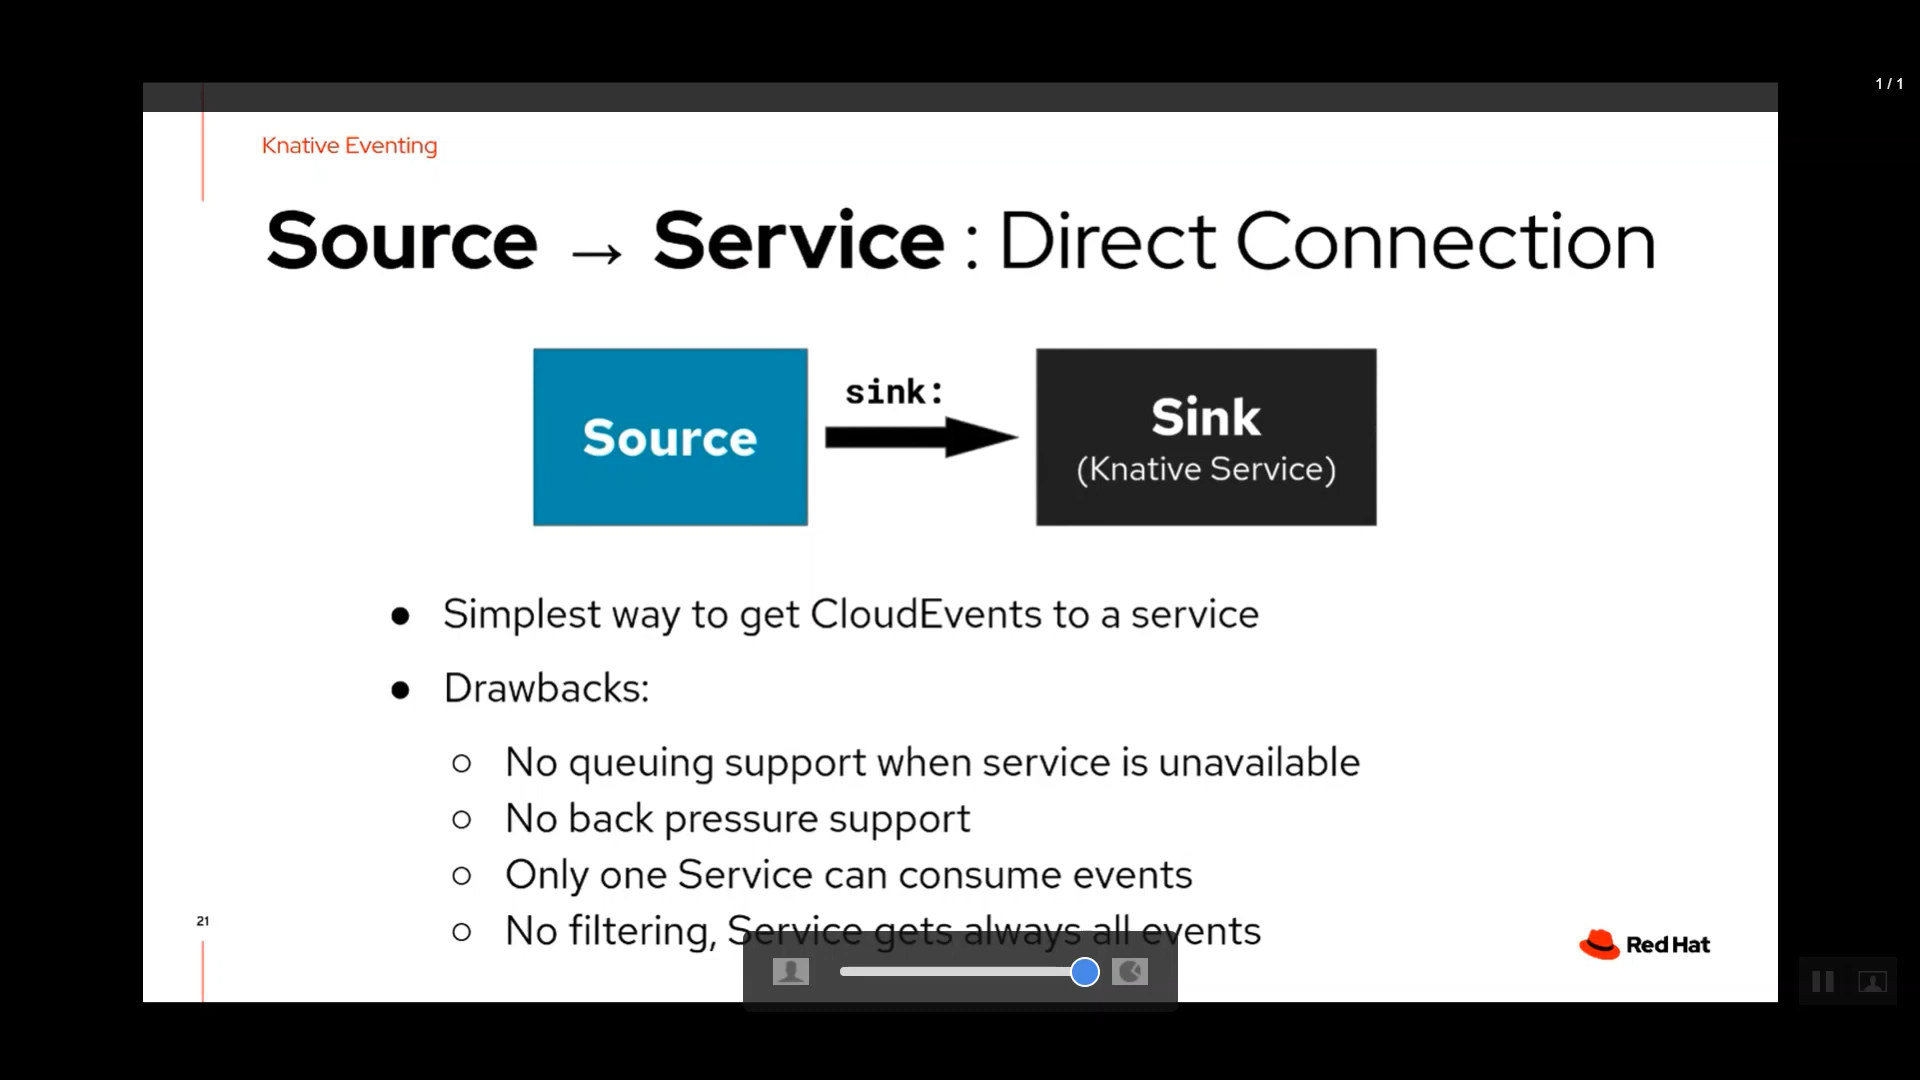 1 / 1
Knative Eventing
Source → Service : Direct Connection
Source
sink:
Sink
(Knative Service)
● Simplest way to get CloudEvents to a service
● Drawbacks:
○ No queuing support when service is unavailable
○ No back pressure support
○ Only one Service can consume events
○ No filtering, Service gets always all events
21
Red Hat